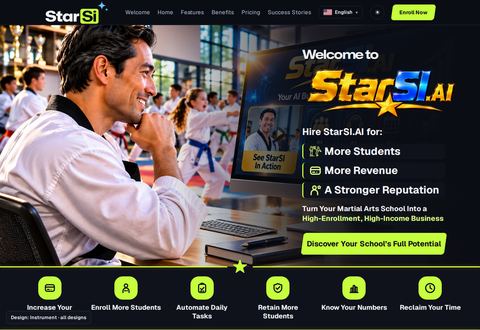 StarSi
Welcome Home Features Benefits Pricing Success Stories English Enroll Now
Welcome to
StarSI.AI
Your AI
See StarSI
In Action
Hire StarSI.AI for:
More Students
More Revenue
A Stronger Reputation
Turn Your Martial Arts School Into a
High-Enrollment, High-Income Business
Discover Your School's Full Potential
Increase Your
Enroll More Students
Automate Daily
Tasks
Retain More
Students
Know Your Numbers
Reclaim Your Time
Design: Instrument · all designs